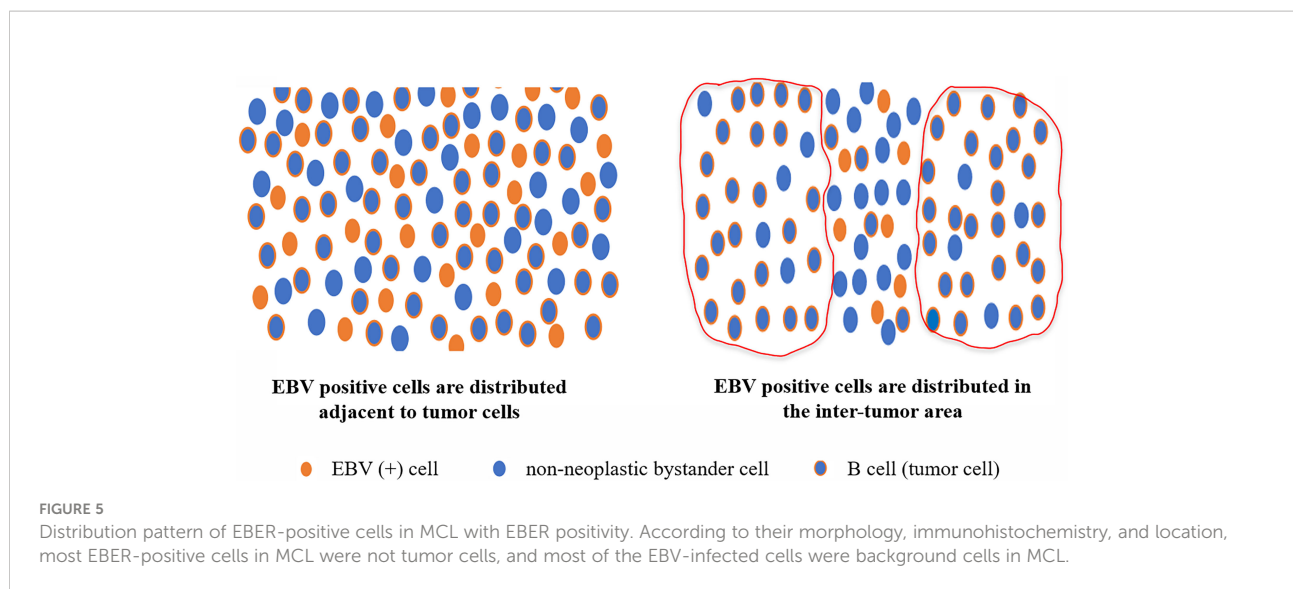 EBV positive cells are distributed
adjacent to tumor cells
EBV positive cells are distributed in
the inter-tumor area
EBV (+) cell
non-neoplastic bystander cell
B cell (tumor cell)
FIGURE 5
Distribution pattern of EBER-positive cells in MCL with EBER positivity. According to their morphology, immunohistochemistry, and location,
most EBER-positive cells in MCL were not tumor cells, and most of the EBV-infected cells were background cells in MCL.